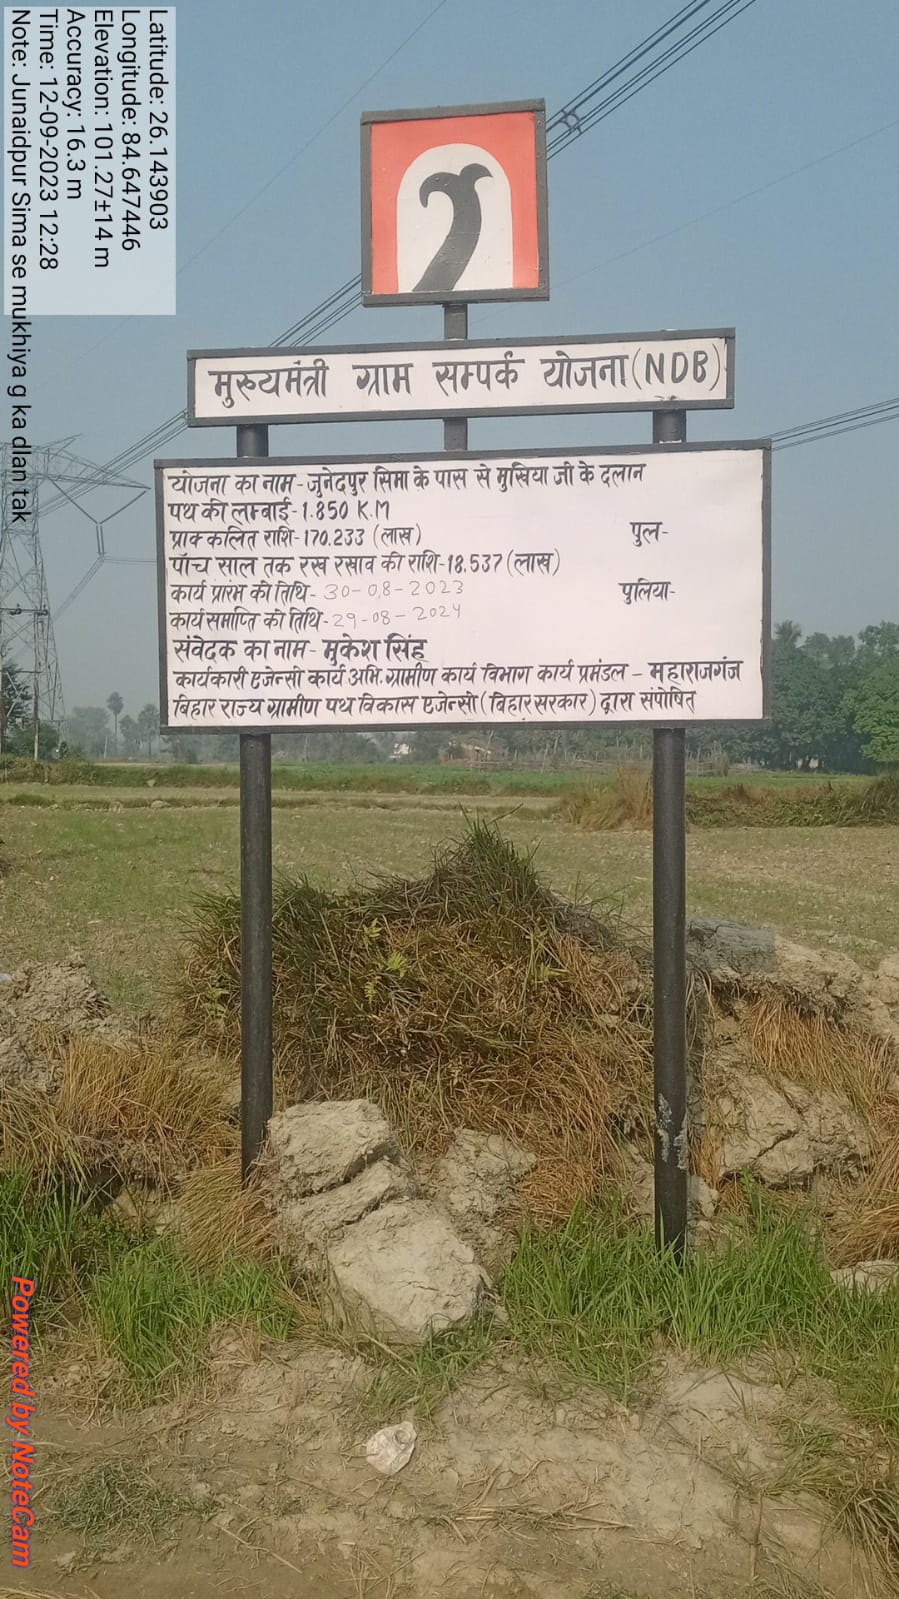 Latitude: 26.143903
Longitude: 84.647446
Elevation: 101.27±14 m
Accuracy: 16.3 m
Time: 12-09-2023 12:28
Note: Junaidpur Sima se mukhiya g ka dlan tak
मुख्यमंत्री ग्राम सम्पर्क योजना (NDB)
योजना का नाम - जुनेदपुर सिमा के पास से मुखिया जी के दलान
पथ की लम्बाई - 1.850 K.M
प्राक्कलित राशि - 170.233 (लाख)
पुल-
पाँच साल तक रख रखाव की राशि - 18.537 (लाख)
कार्य प्रारंभ की तिथि - 30-08-2023
पुलिया-
कार्य समाप्ति की तिथि - 29-08-2024
संवेदक का नाम - मुकेश सिंह
कार्यकारी एजेन्सी कार्य अभि. ग्रामीण कार्य विभाग कार्य प्रमंडल - महाराजगंज
बिहार राज्य ग्रामीण पथ विकास एजेन्सी (बिहार सरकार) द्वारा संपोषित
Powered by NoteCam